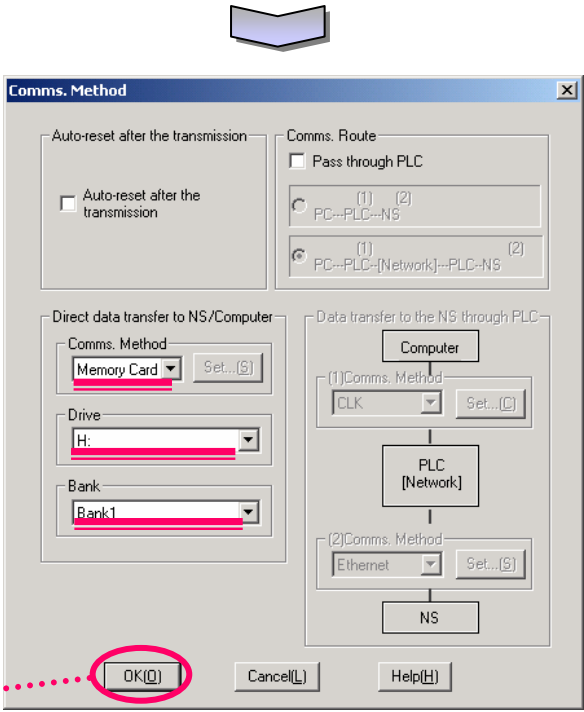 Comms. Method
Auto-reset after the transmission
Auto-reset after the
transmission
Comms. Route
Pass through PLC
(1) (2)
PC---PLC---NS
(1) (2)
PC---PLC--[Network]---PLC--NS
Direct data transfer to NS/Computer
Comms. Method
Memory Card
Set...(S)
Drive
H:
Bank
Bank1
Data transfer to the NS through PLC
Computer
(1)Comms. Method
CLK
Set...(C)
PLC
[Network]
(2)Comms. Method
Ethernet
Set...(S)
NS
OK(O)
Cancel(L)
Help(H)